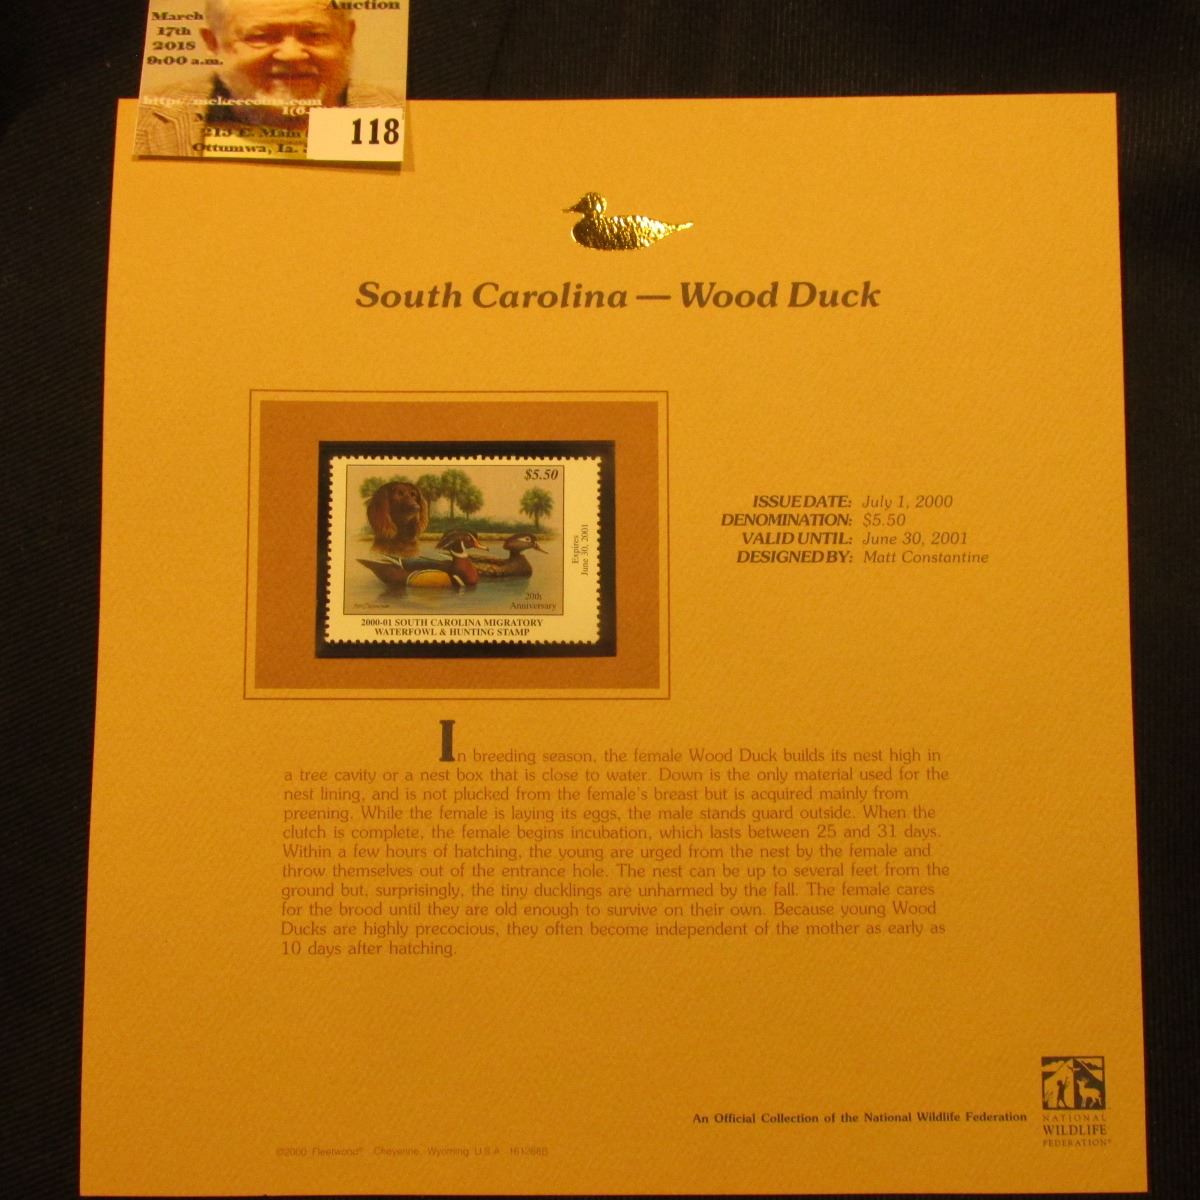 Auction
March
17th
2018
9:00 a.m.
http://mckeecoins.com
213 E. Main
Ottumwa, Ia.
118
South Carolina — Wood Duck
$5.50
Expires
June 30, 2001
20th
Anniversary
2000-01 SOUTH CAROLINA MIGRATORY
WATERFOWL & HUNTING STAMP
ISSUE DATE: July 1, 2000
DENOMINATION: $5.50
VALID UNTIL: June 30, 2001
DESIGNED BY: Matt Constantine
In breeding season, the female Wood Duck builds its nest high in
a tree cavity or a nest box that is close to water. Down is the only material used for the
nest lining, and is not plucked from the female's breast but is acquired mainly from
preening. While the female is laying its eggs, the male stands guard outside. When the
clutch is complete, the female begins incubation, which lasts between 25 and 31 days.
Within a few hours of hatching, the young are urged from the nest by the female and
throw themselves out of the entrance hole. The nest can be up to several feet from the
ground but, surprisingly, the tiny ducklings are unharmed by the fall. The female cares
for the brood until they are old enough to survive on their own. Because young Wood
Ducks are highly precocious, they often become independent of the mother as early as
10 days after hatching.
An Official Collection of the National Wildlife Federation
NATIONAL
WILDLIFE
FEDERATION®
©2000 Fleetwood® Cheyenne, Wyoming U.S.A.